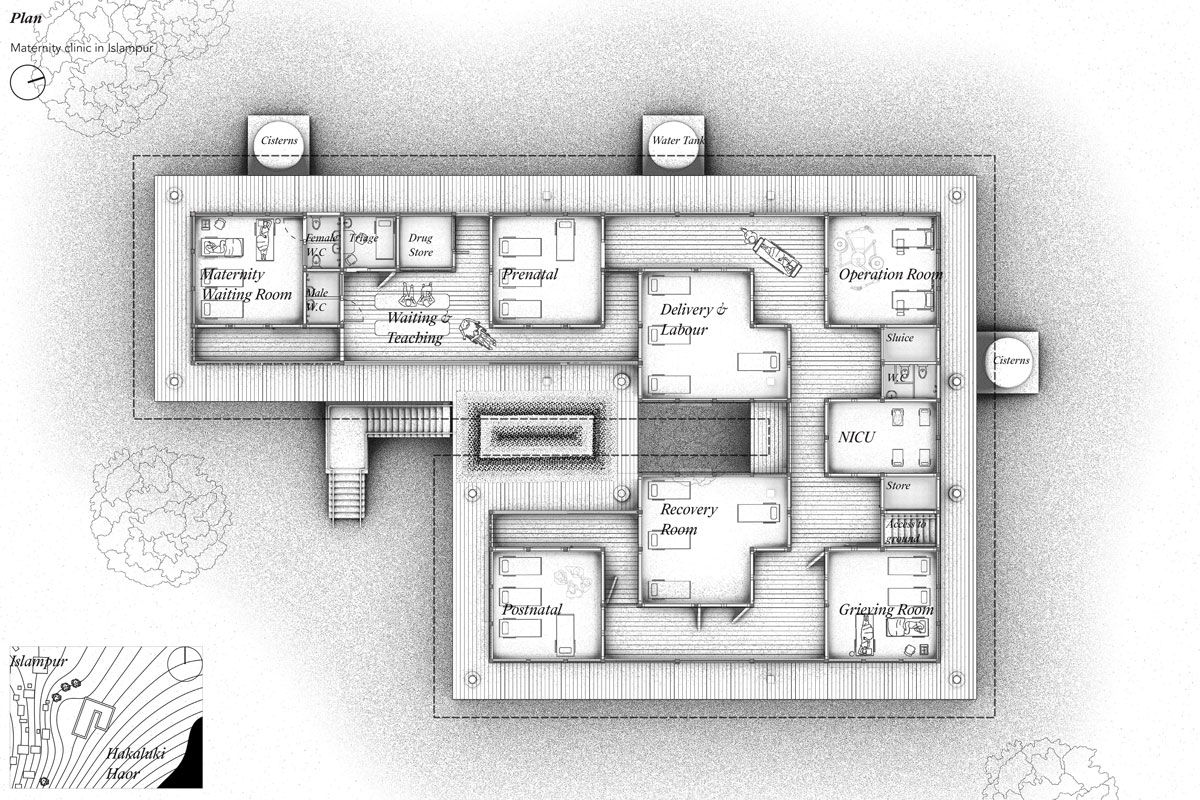 Plan
Maternity clinic in Islampur
Cisterns
Water Tank
Female
W.C
Triage
Drug
Store
Maternity
Waiting Room
Male
W.C
Waiting &
Teaching
Prenatal
Delivery &
Labour
Operation Room
Sluice
W.C
Cisterns
NICU
Store
Access to
ground
Recovery
Room
Postnatal
Grieving Room
Islampur
Hakaluki
Haor